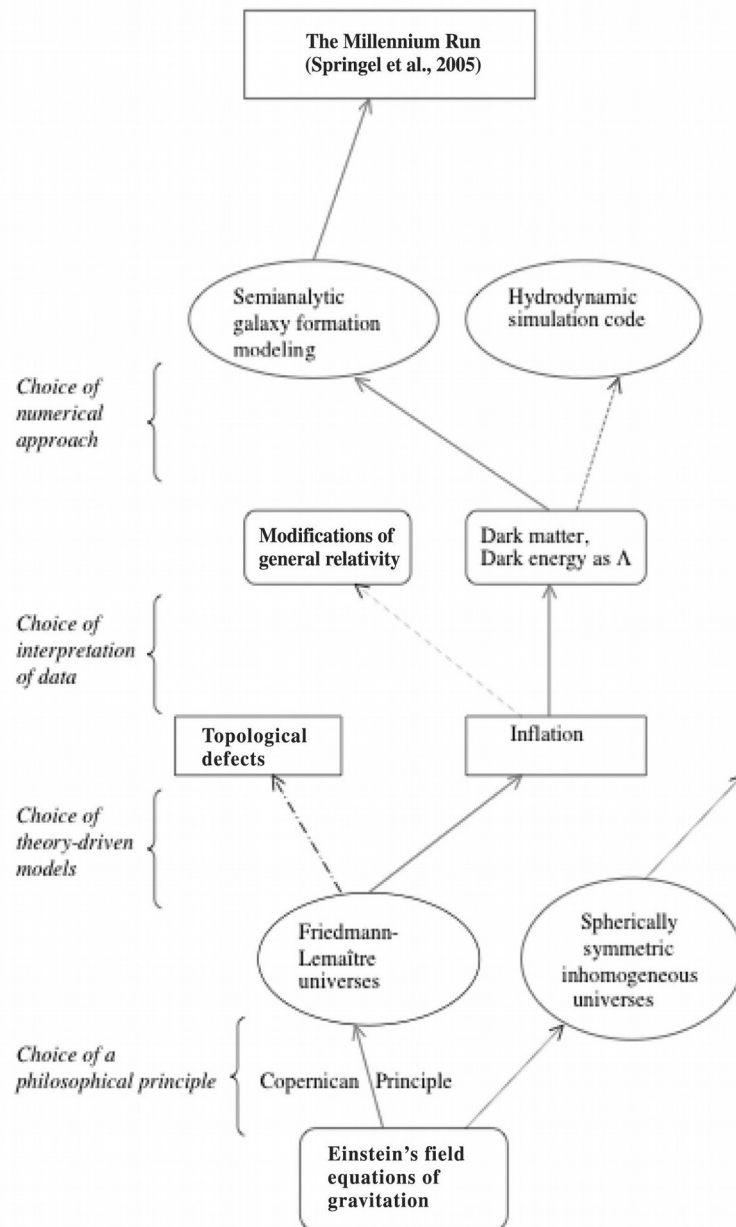 The Millennium Run
(Springel et al., 2005)
Semianalytic
galaxy formation
modeling
Hydrodynamic
simulation code
Choice of
numerical
approach
Modifications of
general relativity
Dark matter,
Dark energy as Λ
Choice of
interpretation
of data
Topological
defects
Inflation
Choice of
theory-driven
models
Friedmann-
Lemaître
universes
Spherically
symmetric
inhomogeneous
universes
Choice of a
philosophical principle
Copernican Principle
Einstein's field
equations of
gravitation